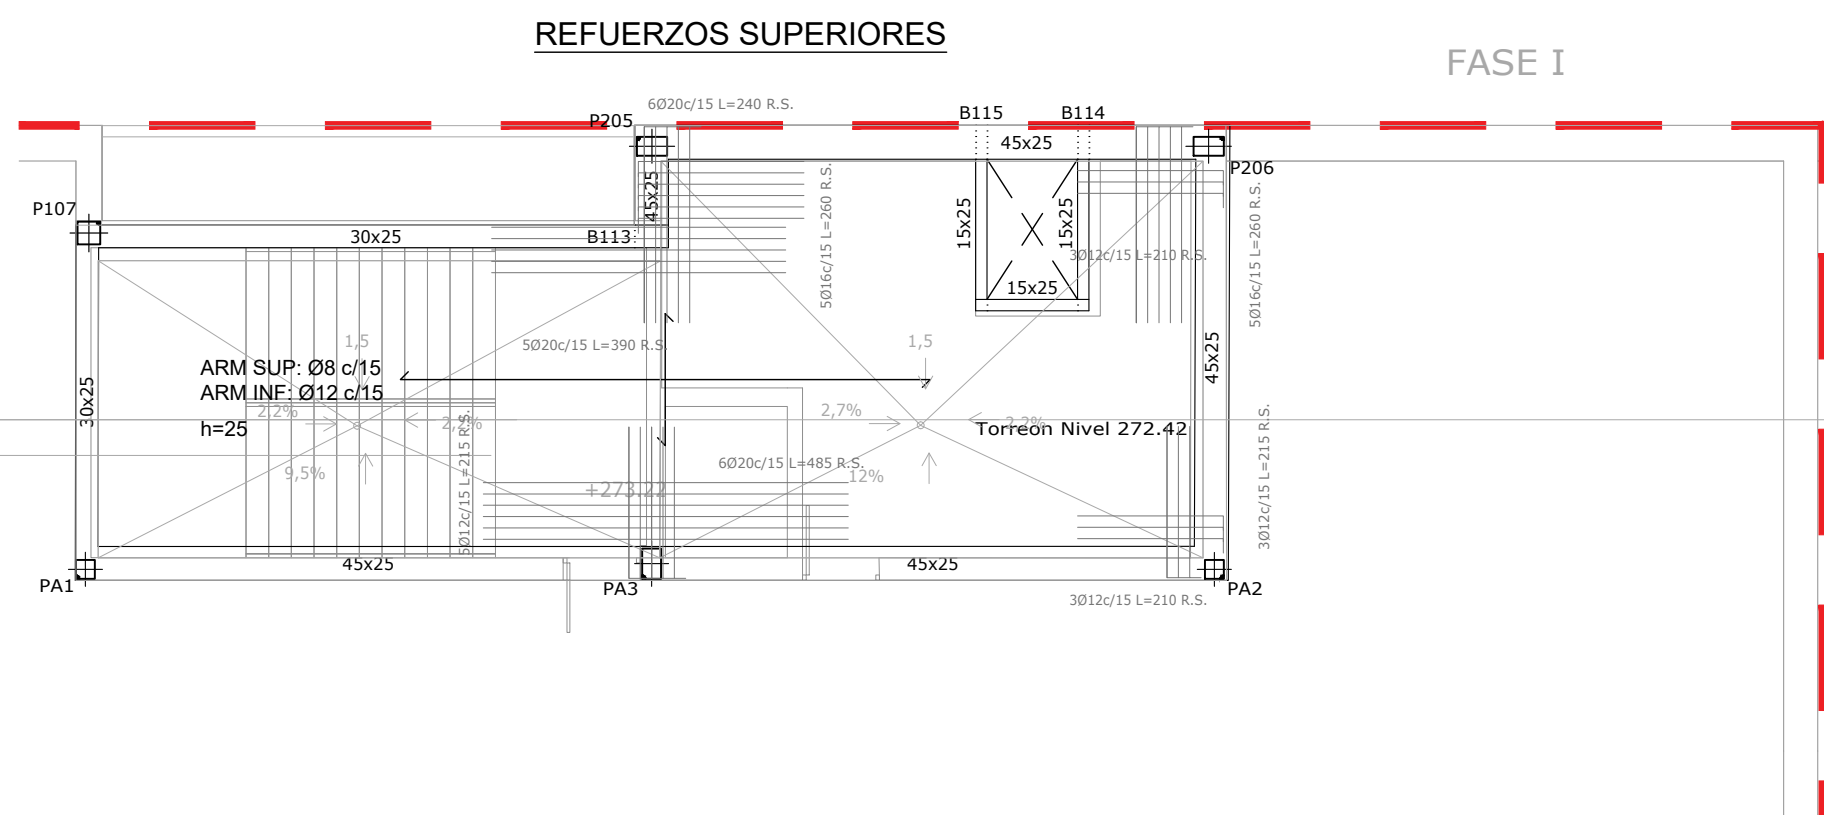 REFUERZOS SUPERIORES
FASE I
6Ø20c/15 L=240 R.S.
P205
B115
B114
45x25
P206
P107
45x25
5Ø16c/15 L=260 R.S.
15x25
15x25
5Ø16c/15 L=260 R.S.
30x25
B113
3Ø12c/15 L=210 R.S.
15x25
1,5
5Ø20c/15 L=390 R.S.
1,5
45x25
ARM SUP: Ø8 c/15
ARM INF: Ø12 c/15
30x25
2,2%
2,2%
2,7%
2,2%
h=25
Torreón Nivel 272.42
5Ø12c/15 L=215 R.S.
9,5%
6Ø20c/15 L=485 R.S.
12%
+273.22
3Ø12c/15 L=215 R.S.
45x25
45x25
PA1
PA3
PA2
3Ø12c/15 L=210 R.S.